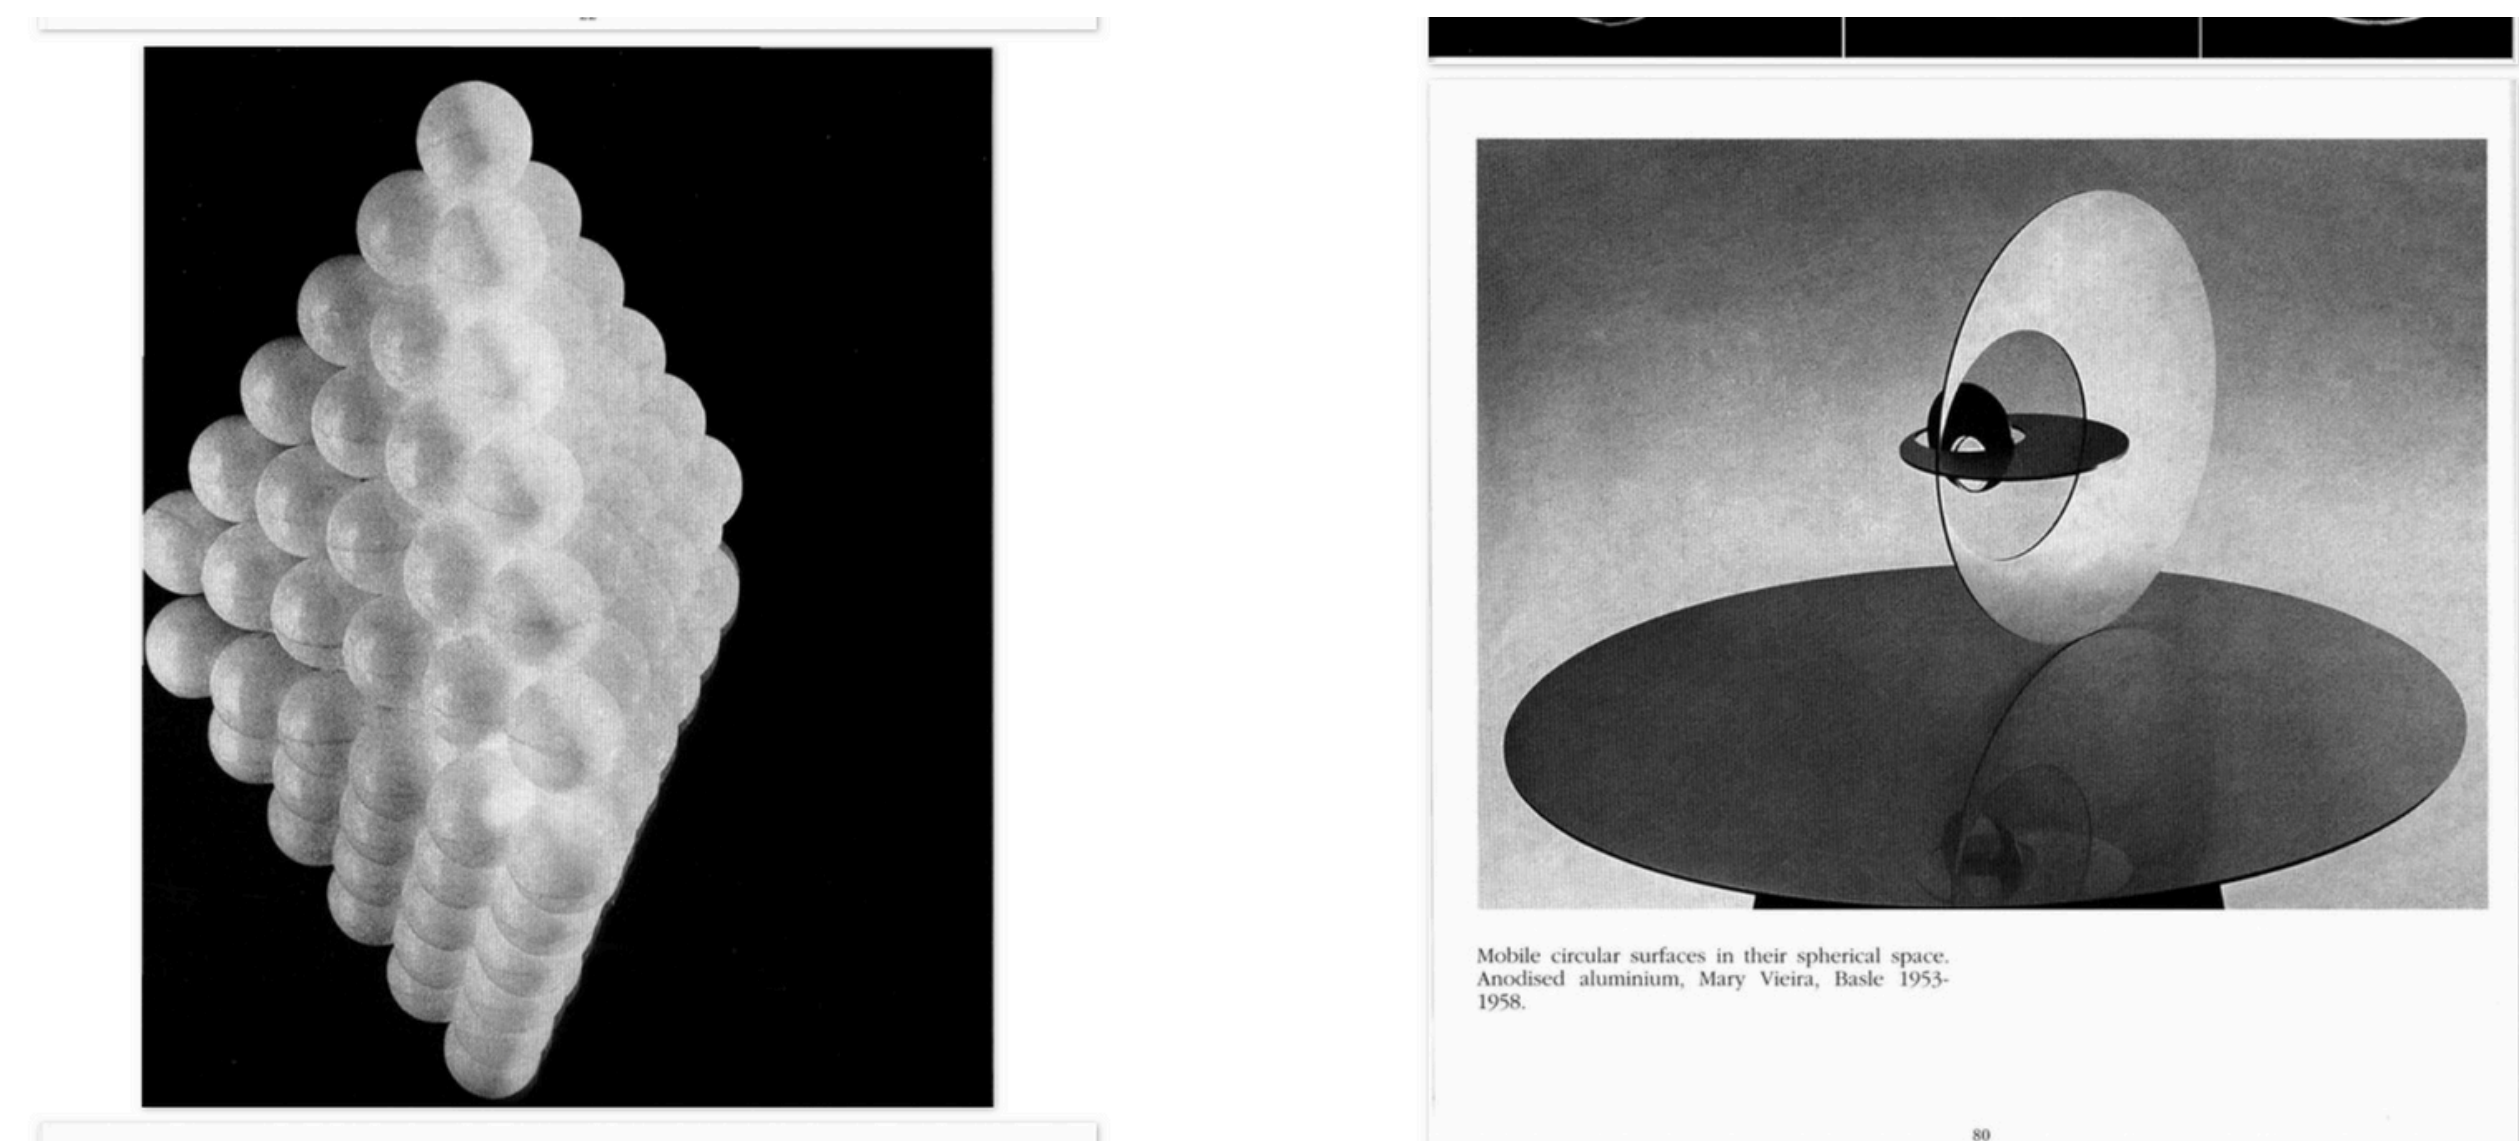 Mobile circular surfaces in their spherical space.
Anodised aluminium, Mary Vieira, Basle 1953-
1958.
80